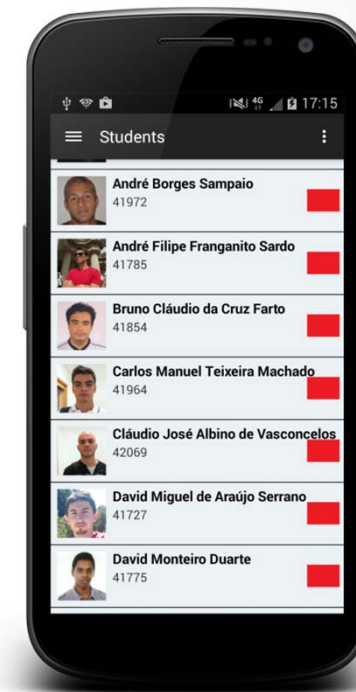 4G 17:15
Students
André Borges Sampaio
41972
André Filipe Franganito Sardo
41785
Bruno Cláudio da Cruz Farto
41854
Carlos Manuel Teixeira Machado
41964
Cláudio José Albino de Vasconcelos
42069
David Miguel de Araújo Serrano
41727
David Monteiro Duarte
41775